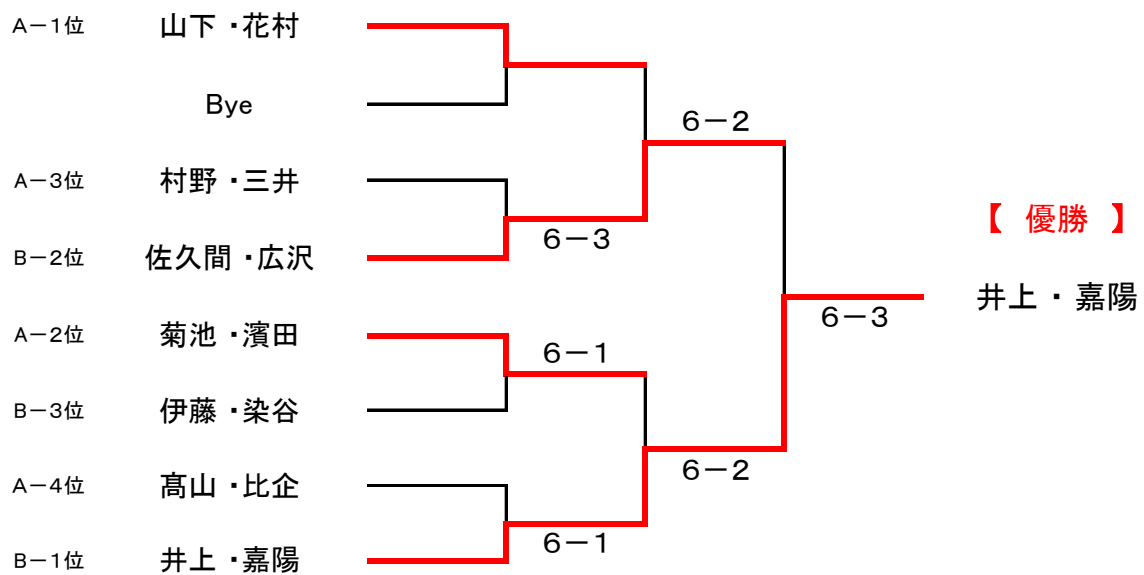 A－1位 山下・花村
Bye
6－2
A－3位 村野・三井
【 優勝 】
6－3
B－2位 佐久間・広沢
井上・嘉陽
6－3
A－2位 菊池・濱田
6－1
B－3位 伊藤・染谷
6－2
A－4位 髙山・比企
6－1
B－1位 井上・嘉陽